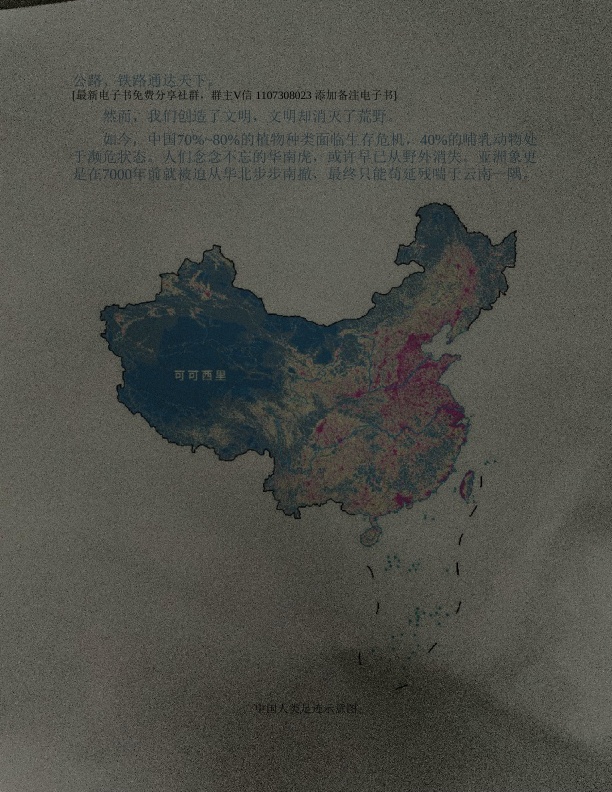 公路，铁路通达天下。
[最新电子书免费分享社群，群主V信 1107308023 添加备注电子书]
然而，我们创造了文明，文明却消灭了荒野。
如今，中国70%~80%的植物种类面临生存危机，40%的哺乳动物处
于濒危状态。人们念念不忘的华南虎，或许早已从野外消失。亚洲象更
是在7000年前就被迫从华北步步南撤，最终只能苟延残喘于云南一隅。
可可西里
中国人类足迹示意图。